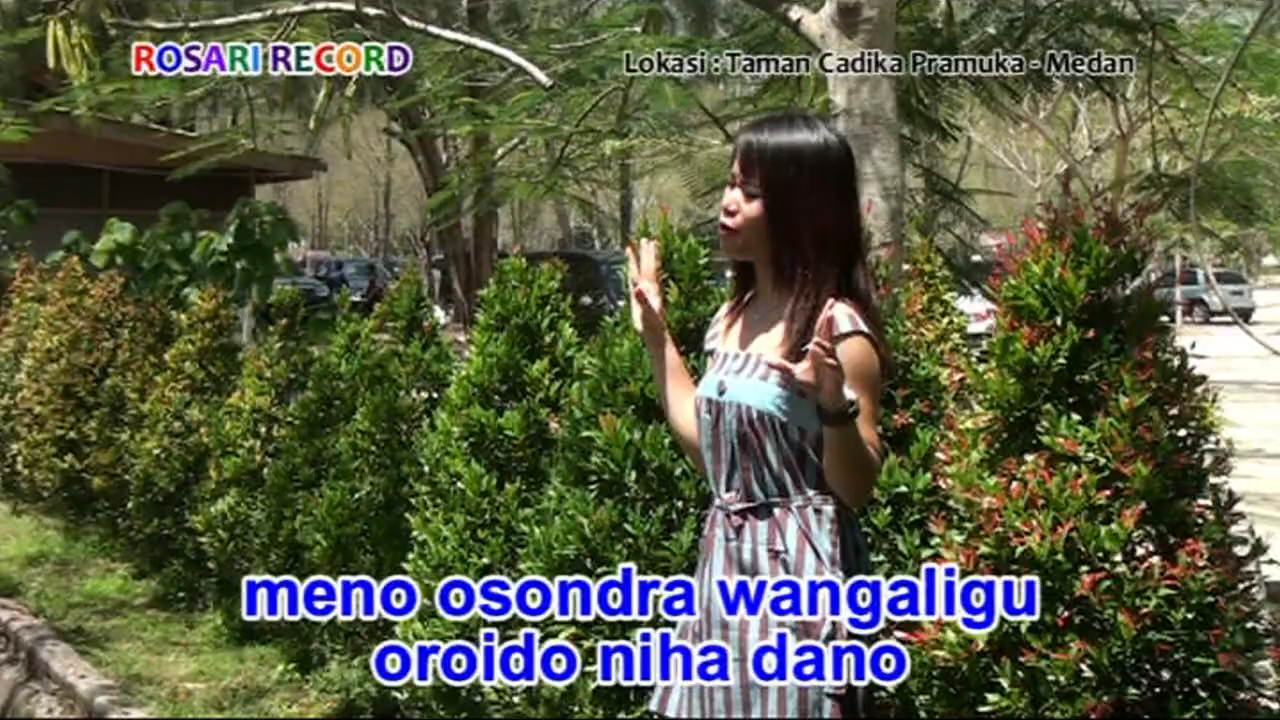 ROSARI RECORD
Lokasi : Taman Cadika Pramuka - Medan
meno osondra wangaligu
oroido niha dano